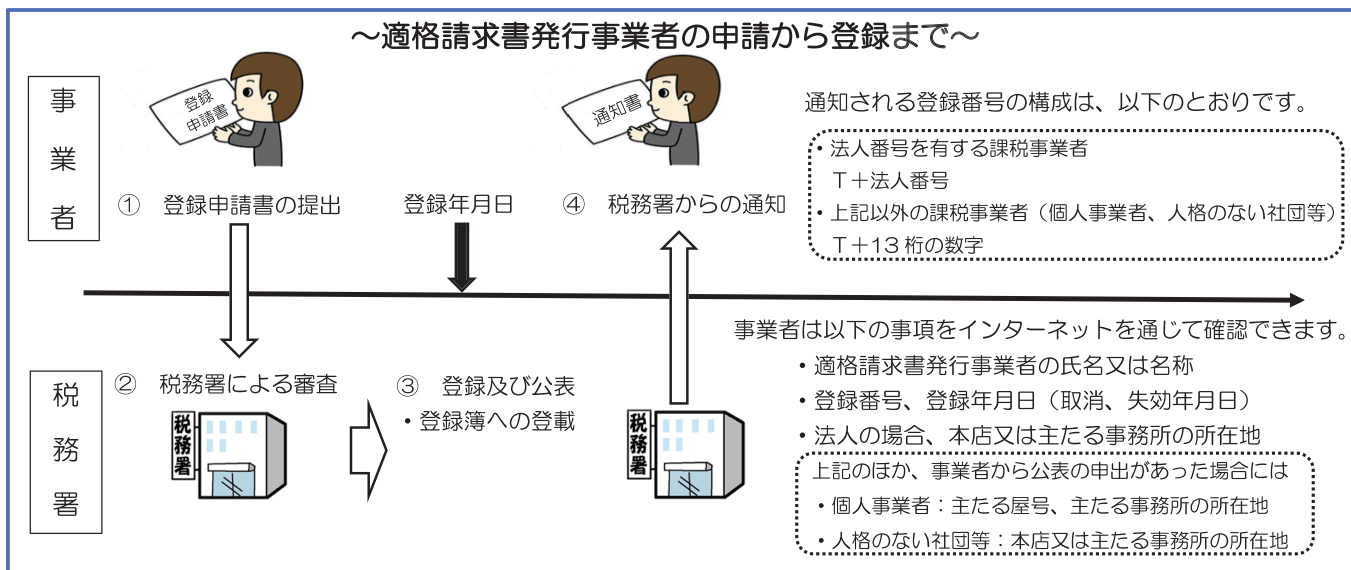 ～適格請求書発行事業者の申請から登録まで～
事業者
登録
申請書
① 登録申請書の提出
登録年月日
通知書
④ 税務署からの通知
通知される登録番号の構成は、以下のとおりです。
・法人番号を有する課税事業者
T＋法人番号
・上記以外の課税事業者（個人事業者、人格のない社団等）
T＋13 桁の数字
税務署
② 税務署による審査
税務署
③ 登録及び公表
・登録簿への登載
税務署
事業者は以下の事項をインターネットを通じて確認できます。
・適格請求書発行事業者の氏名又は名称
・登録番号、登録年月日（取消、失効年月日）
・法人の場合、本店又は主たる事務所の所在地
上記のほか、事業者から公表の申出があった場合には
・個人事業者：主たる屋号、主たる事務所の所在地
・人格のない社団等：本店又は主たる事務所の所在地